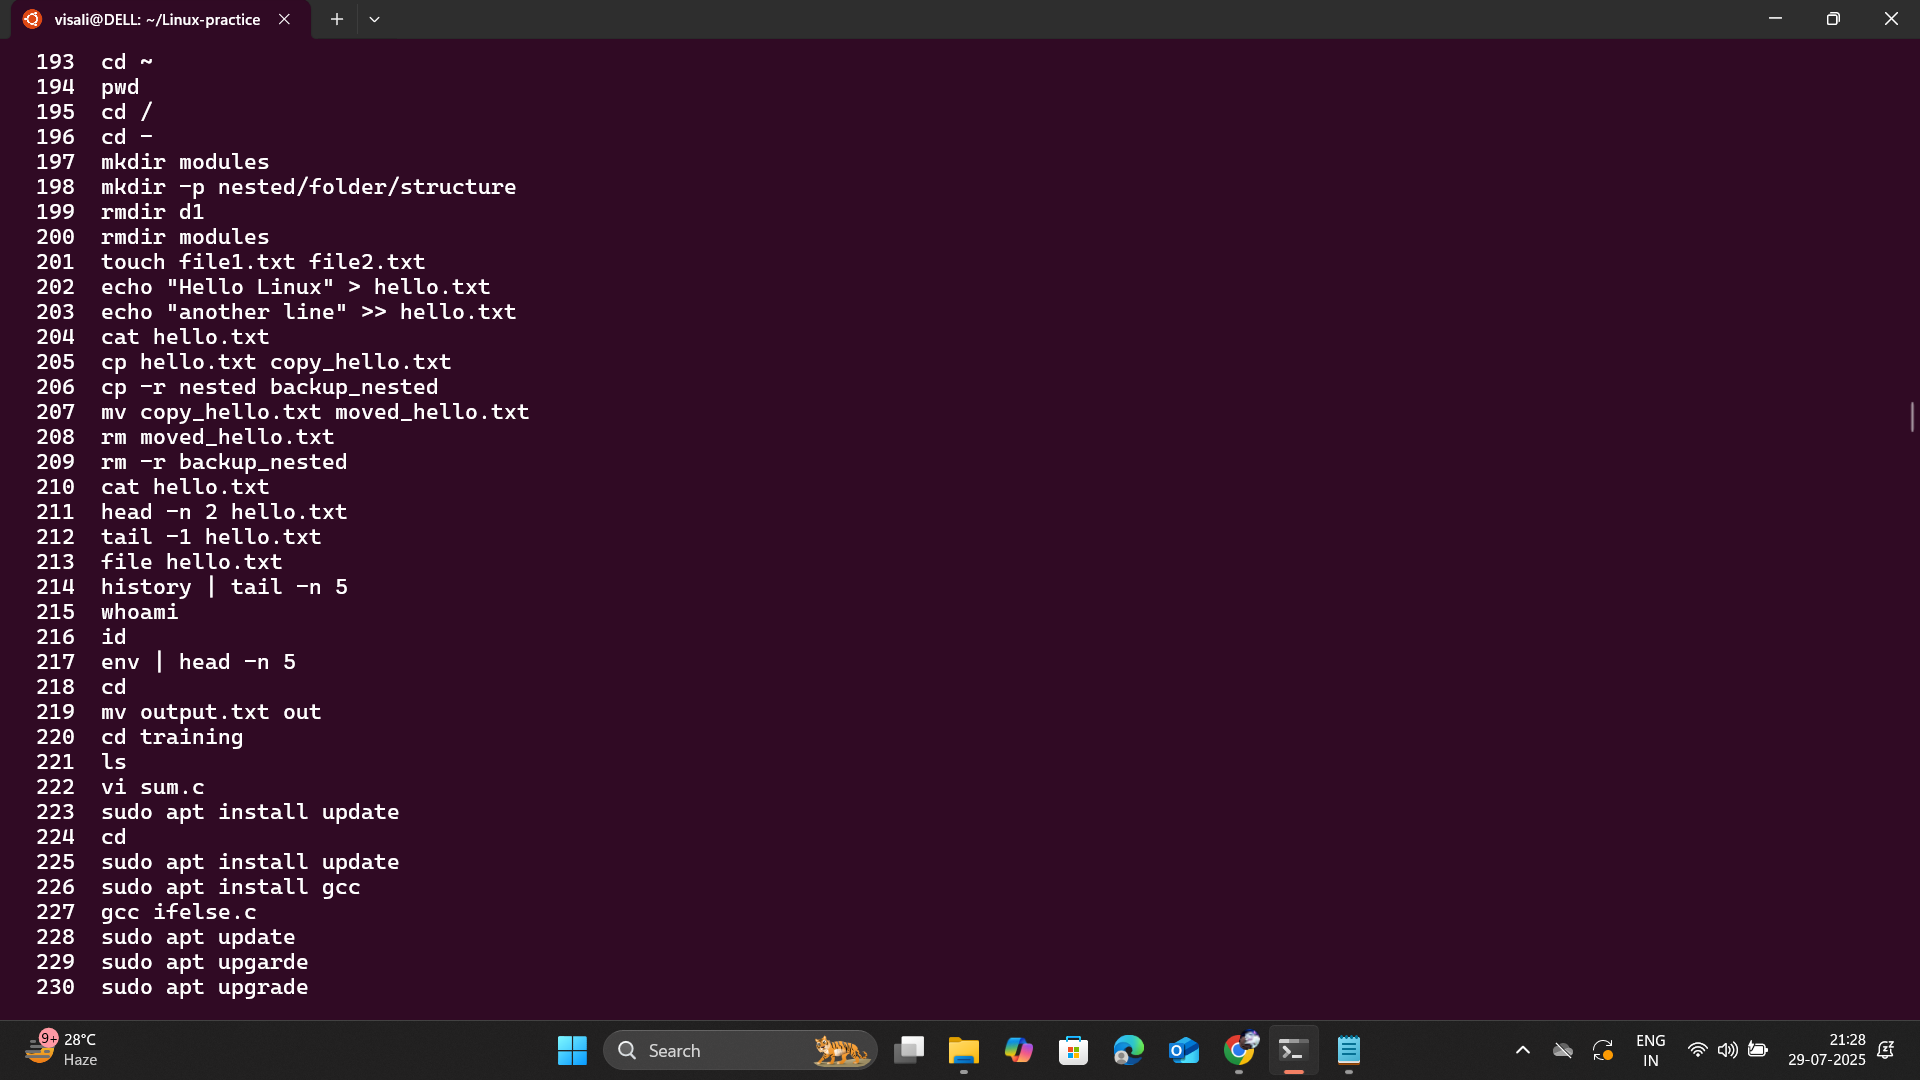 visali@DELL: ~/Linux-practice
193 cd ~
194 pwd
195 cd /
196 cd -
197 mkdir modules
198 mkdir -p nested/folder/structure
199 rmdir d1
200 rmdir modules
201 touch file1.txt file2.txt
202 echo "Hello Linux" > hello.txt
203 echo "another line" >> hello.txt
204 cat hello.txt
205 cp hello.txt copy_hello.txt
206 cp -r nested backup_nested
207 mv copy_hello.txt moved_hello.txt
208 rm moved_hello.txt
209 rm -r backup_nested
210 cat hello.txt
211 head -n 2 hello.txt
212 tail -1 hello.txt
213 file hello.txt
214 history | tail -n 5
215 whoami
216 id
217 env | head -n 5
218 cd
219 mv output.txt out
220 cd training
221 ls
222 vi sum.c
223 sudo apt install update
224 cd
225 sudo apt install update
226 sudo apt install gcc
227 gcc ifelse.c
228 sudo apt update
229 sudo apt upgarde
230 sudo apt upgrade
9+
28°C
Haze
Search
ENG
IN
21:28
29-07-2025